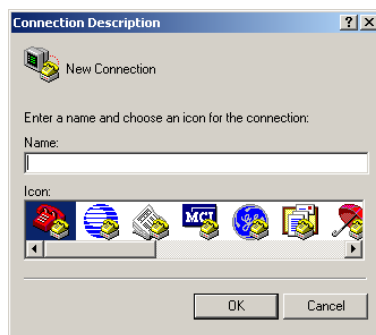 Connection Description
New Connection
Enter a name and choose an icon for the connection:
Name:
Icon:
MCI
OK
Cancel